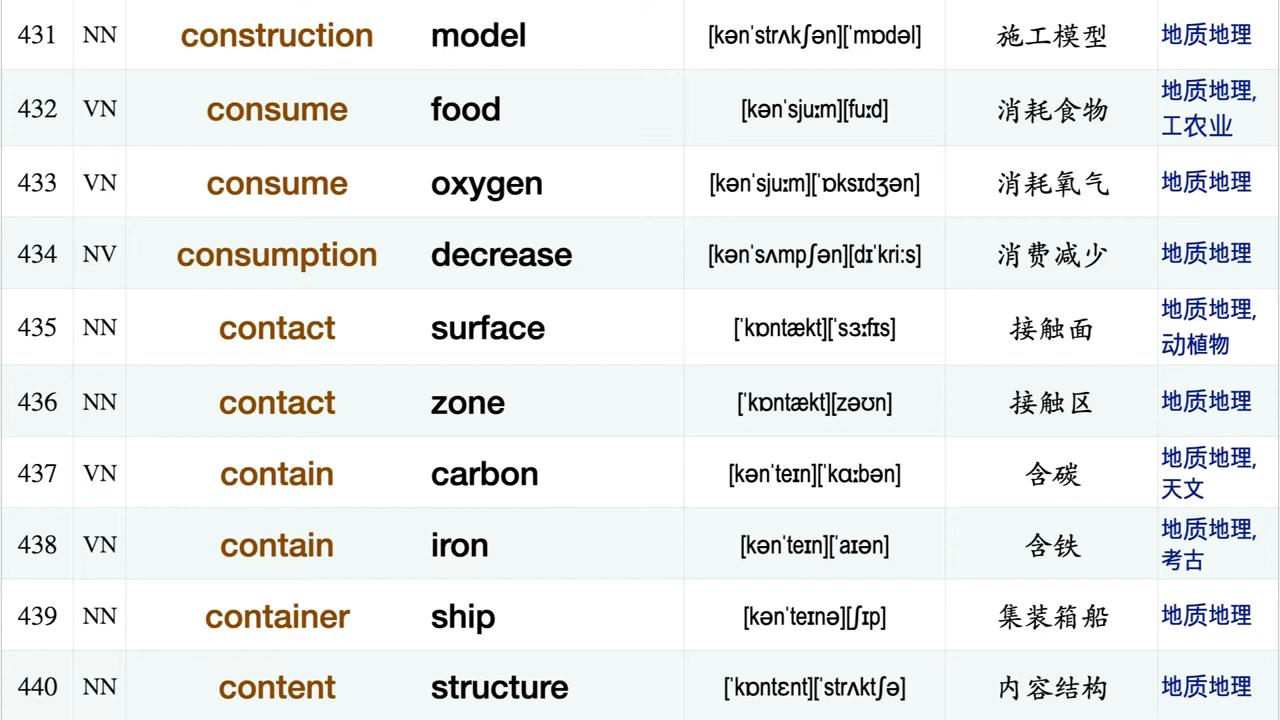 431 NN construction model [kənˈstrʌkʃən][ˈmɒdəl] 施工模型 地质地理
432 VN consume food [kənˈsjuːm][fuːd] 消耗食物 地质地理,
工农业
433 VN consume oxygen [kənˈsjuːm][ˈɒksɪdʒən] 消耗氧气 地质地理
434 NV consumption decrease [kənˈsʌmpʃən][dɪˈkriːs] 消费减少 地质地理
435 NN contact surface [ˈkɒntækt][ˈsɜːfɪs] 接触面 地质地理,
动植物
436 NN contact zone [ˈkɒntækt][zəʊn] 接触区 地质地理
437 VN contain carbon [kənˈteɪn][ˈkɑːbən] 含碳 地质地理,
天文
438 VN contain iron [kənˈteɪn][ˈaɪən] 含铁 地质地理,
考古
439 NN container ship [kənˈteɪnə][ʃɪp] 集装箱船 地质地理
440 NN content structure [ˈkɒntɛnt][ˈstrʌktʃə] 内容结构 地质地理